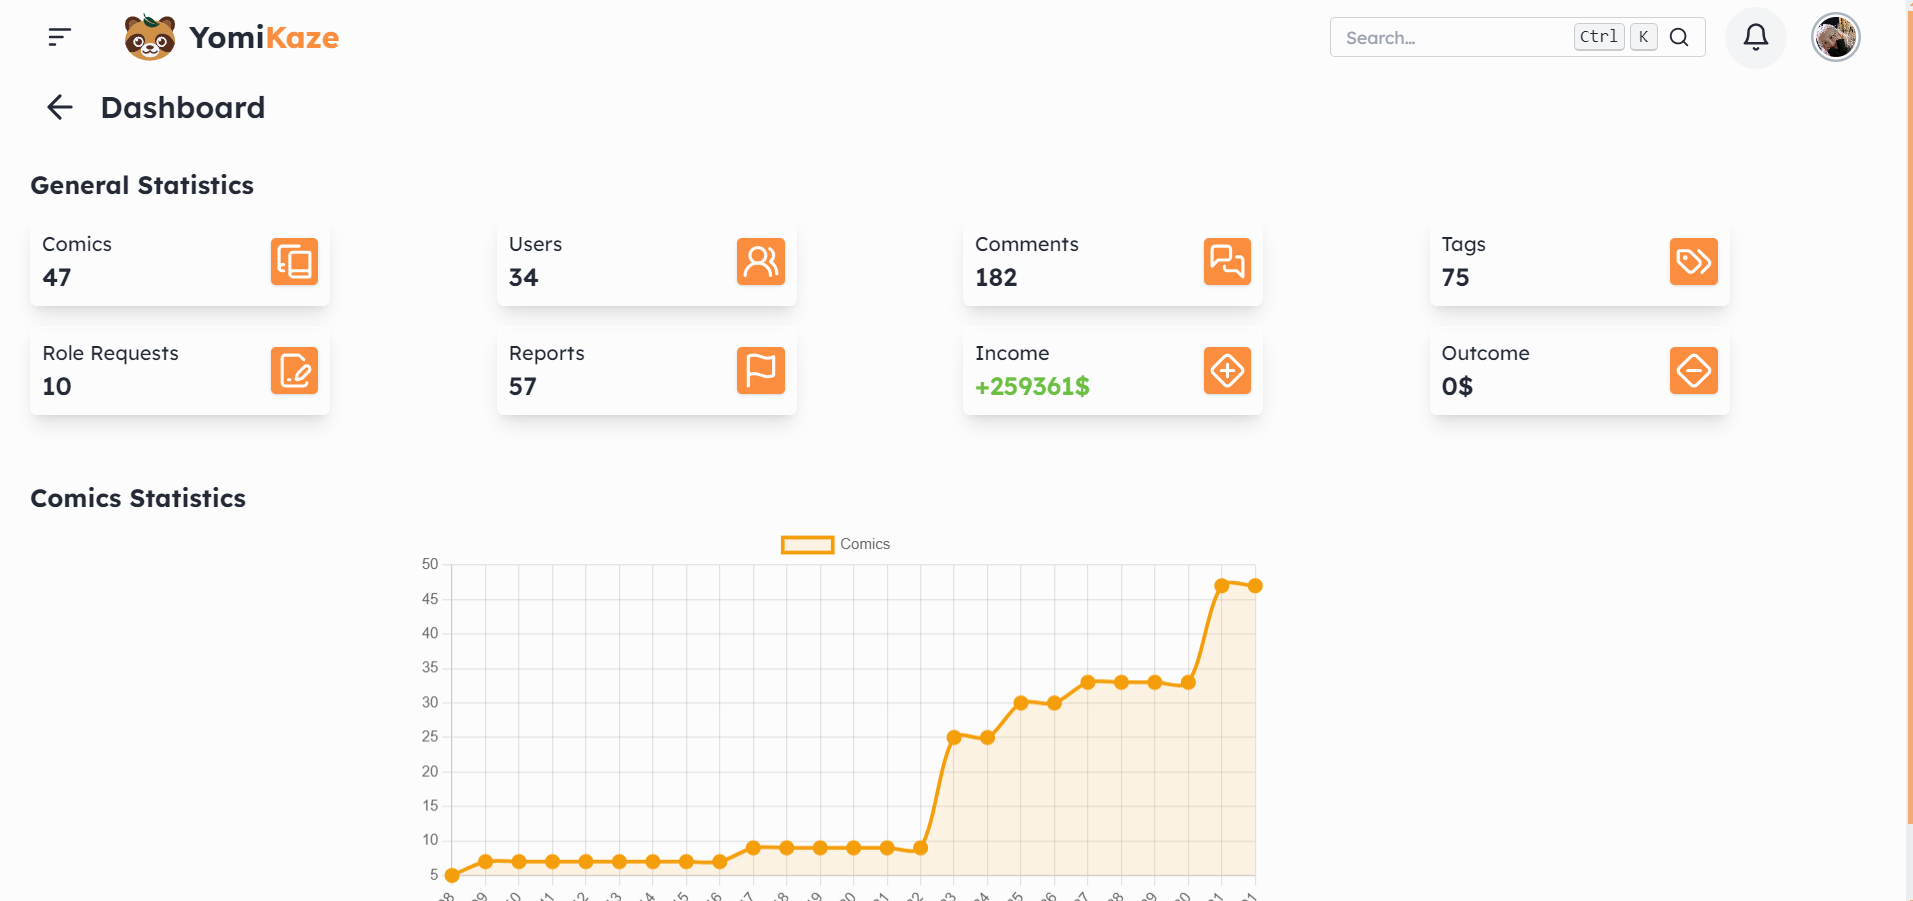 YomiKaze
Search...
Ctrl K
Dashboard
General Statistics
Comics
47
Users
34
Comments
182
Tags
75
Role Requests
10
Reports
57
Income
+259361$
Outcome
0$
Comics Statistics
Comics
50
45
40
35
30
25
20
15
10
5